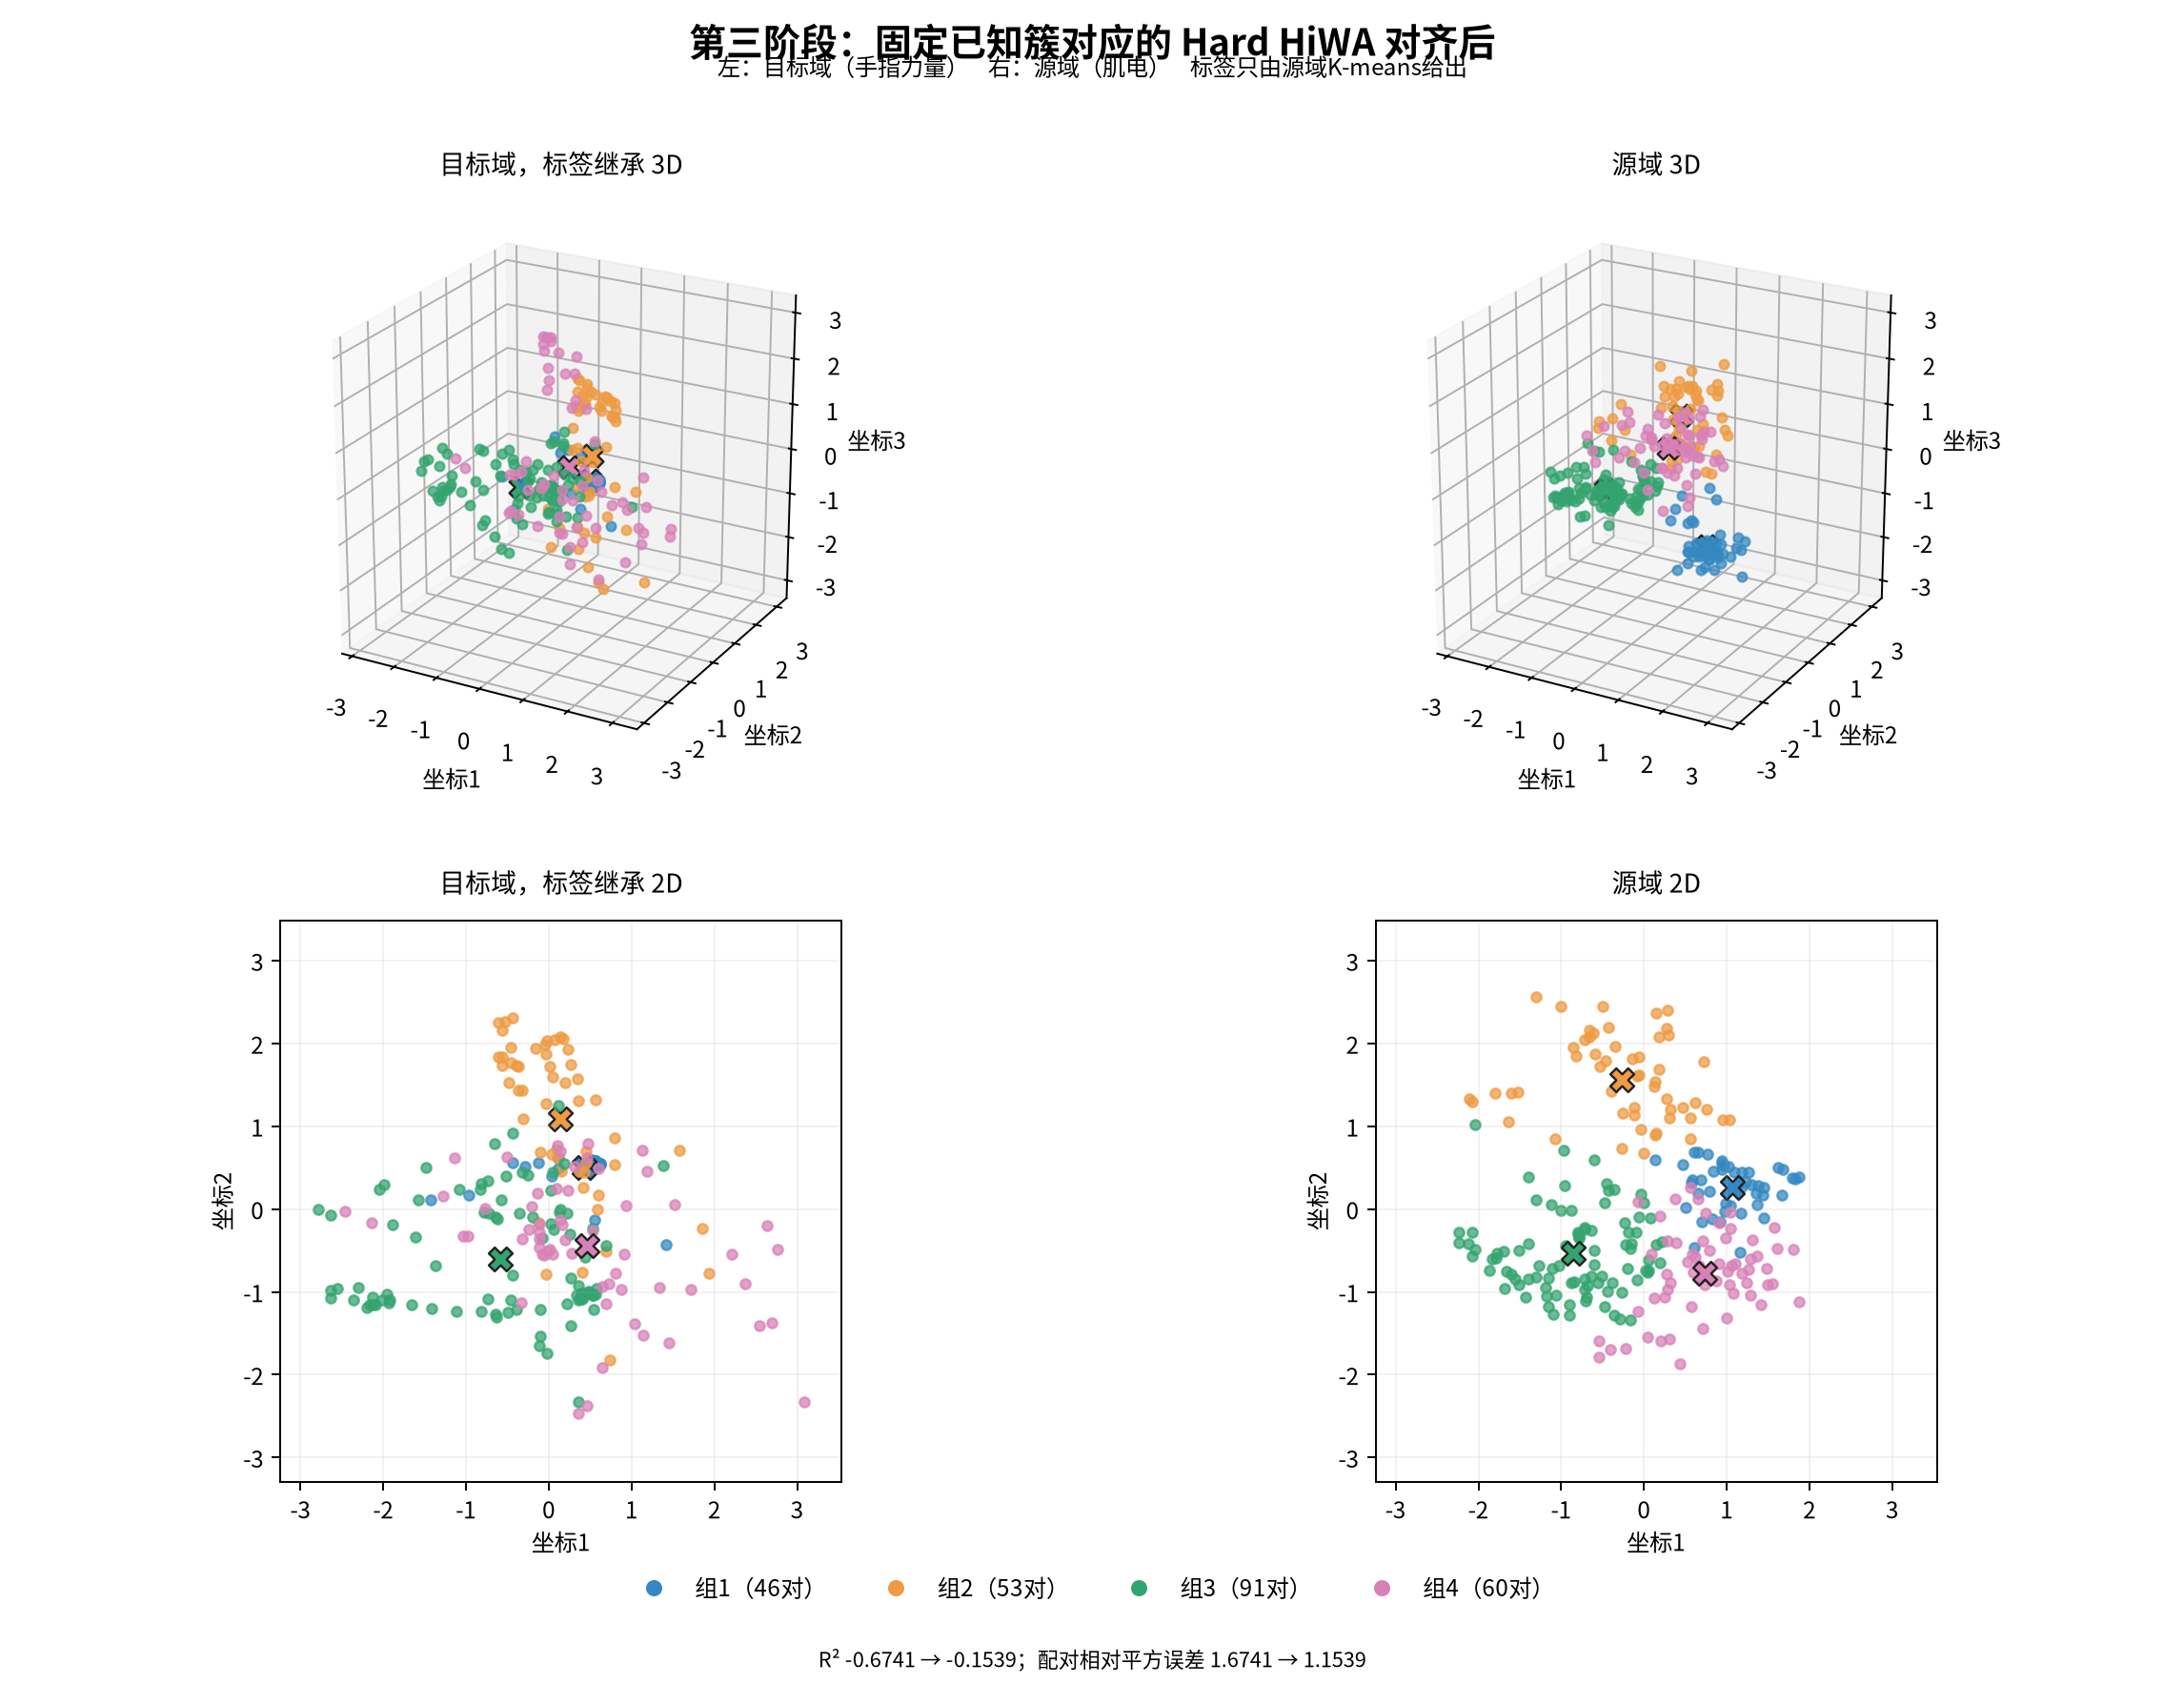 第三阶段：固定已知簇对应的 Hard HiWA 对齐后
左：目标域（手指力量）　右：源域（肌电）　标签只由源域K-means给出
目标域，标签继承 3D
源域 3D
3
2
1
0
-1
-2
-3
坐标3
3
2
1
0
-1
-2
-3
坐标2
-3
-2
-1
0
1
2
3
坐标1
3
2
1
0
-1
-2
-3
坐标3
3
2
1
0
-1
-2
-3
坐标2
-3
-2
-1
0
1
2
3
坐标1
目标域，标签继承 2D
源域 2D
3
2
1
0
-1
-2
-3
坐标2
-3 -2 -1 0 1 2 3
坐标1
3
2
1
0
-1
-2
-3
坐标2
-3 -2 -1 0 1 2 3
坐标1
组1（46对） 组2（53对） 组3（91对） 组4（60对）
R² -0.6741 → -0.1539；配对相对平方误差 1.6741 → 1.1539